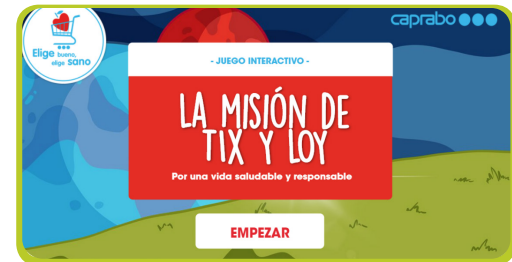 caprabo
Elige bueno,
elige sano
- JUEGO INTERACTIVO -
LA MISIÓN DE
TIX Y LOY
Por una vida saludable y responsable
EMPEZAR